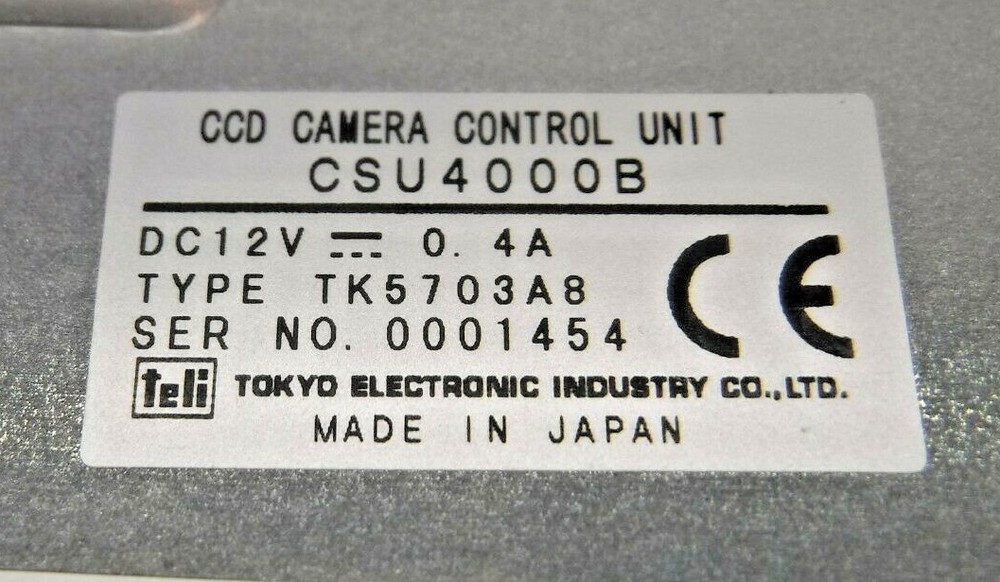 CCD CAMERA CONTROL UNIT
CSU4000B
DC12V ⎓ 0.4A
TYPE TK5703A8
SER NO. 0001454
CE
teli TOKYO ELECTRONIC INDUSTRY CO.,LTD.
MADE IN JAPAN